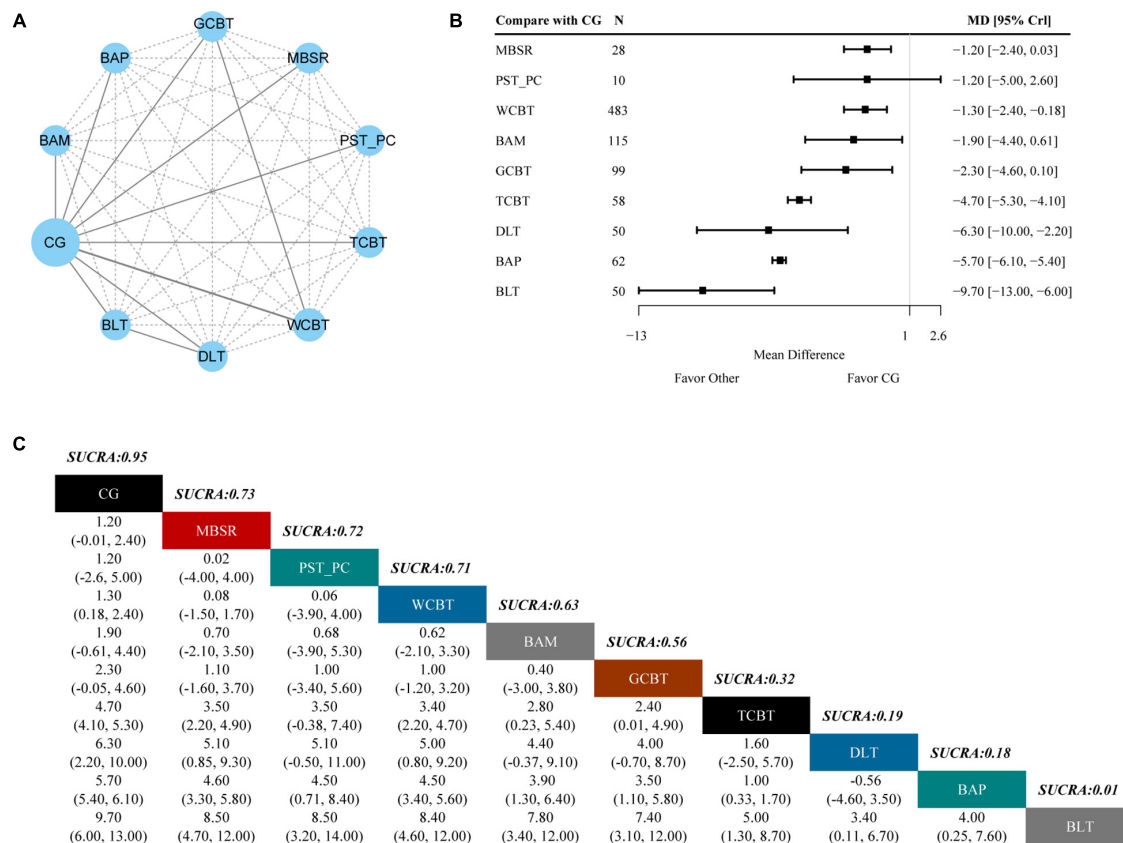 A
GCBT
BAP
MBSR
BAM
PST_PC
CG
TCBT
BLT
WCBT
DLT
B
Compare with CG N MD [95% Crl]
MBSR 28 −1.20 [−2.40, 0.03]
PST_PC 10 −1.20 [−5.00, 2.60]
WCBT 483 −1.30 [−2.40, −0.18]
BAM 115 −1.90 [−4.40, 0.61]
GCBT 99 −2.30 [−4.60, 0.10]
TCBT 58 −4.70 [−5.30, −4.10]
DLT 50 −6.30 [−10.00, −2.20]
BAP 62 −5.70 [−6.10, −5.40]
BLT 50 −9.70 [−13.00, −6.00]
−13 1 2.6
Mean Difference
Favor Other Favor CG
C
SUCRA:0.95
CG SUCRA:0.73
1.20 MBSR SUCRA:0.72
(-0.01, 2.40)
1.20 0.02 PST_PC SUCRA:0.71
(-2.6, 5.00) (-4.00, 4.00)
1.30 0.08 0.06 WCBT SUCRA:0.63
(0.18, 2.40) (-1.50, 1.70) (-3.90, 4.00)
1.90 0.70 0.68 0.62 BAM SUCRA:0.56
(-0.61, 4.40) (-2.10, 3.50) (-3.90, 5.30) (-2.10, 3.30)
2.30 1.10 1.00 1.00 0.40 GCBT SUCRA:0.32
(-0.05, 4.60) (-1.60, 3.70) (-3.40, 5.60) (-1.20, 3.20) (-3.00, 3.80)
4.70 3.50 3.50 3.40 2.80 2.40 TCBT SUCRA:0.19
(4.10, 5.30) (2.20, 4.90) (-0.38, 7.40) (2.20, 4.70) (0.23, 5.40) (0.01, 4.90)
6.30 5.10 5.10 5.00 4.40 4.00 1.60 DLT SUCRA:0.18
(2.20, 10.00) (0.85, 9.30) (-0.50, 11.00) (0.80, 9.20) (-0.37, 9.10) (-0.70, 8.70) (-2.50, 5.70)
5.70 4.60 4.50 4.50 3.90 3.50 1.00 -0.56 BAP SUCRA:0.01
(5.40, 6.10) (3.30, 5.80) (0.71, 8.40) (3.40, 5.60) (1.30, 6.40) (1.10, 5.80) (0.33, 1.70) (-4.60, 3.50)
9.70 8.50 8.50 8.40 7.80 7.40 5.00 3.40 4.00 BLT
(6.00, 13.00) (4.70, 12.00) (3.20, 14.00) (4.60, 12.00) (3.40, 12.00) (3.10, 12.00) (1.30, 8.70) (0.11, 6.70) (0.25, 7.60)